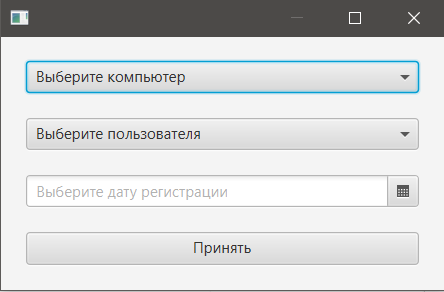 Выберите компьютер
Выберите пользователя
Выберите дату регистрации
Принять